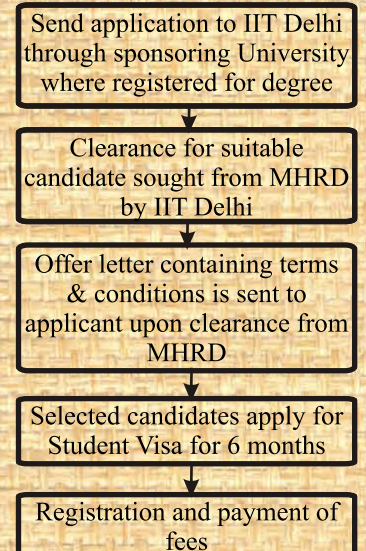 Send application to IIT Delhi
through sponsoring University
where registered for degree
Clearance for suitable
candidate sought from MHRD
by IIT Delhi
Offer letter containing terms
& conditions is sent to
applicant upon clearance from
MHRD
Selected candidates apply for
Student Visa for 6 months
Registration and payment of
fees